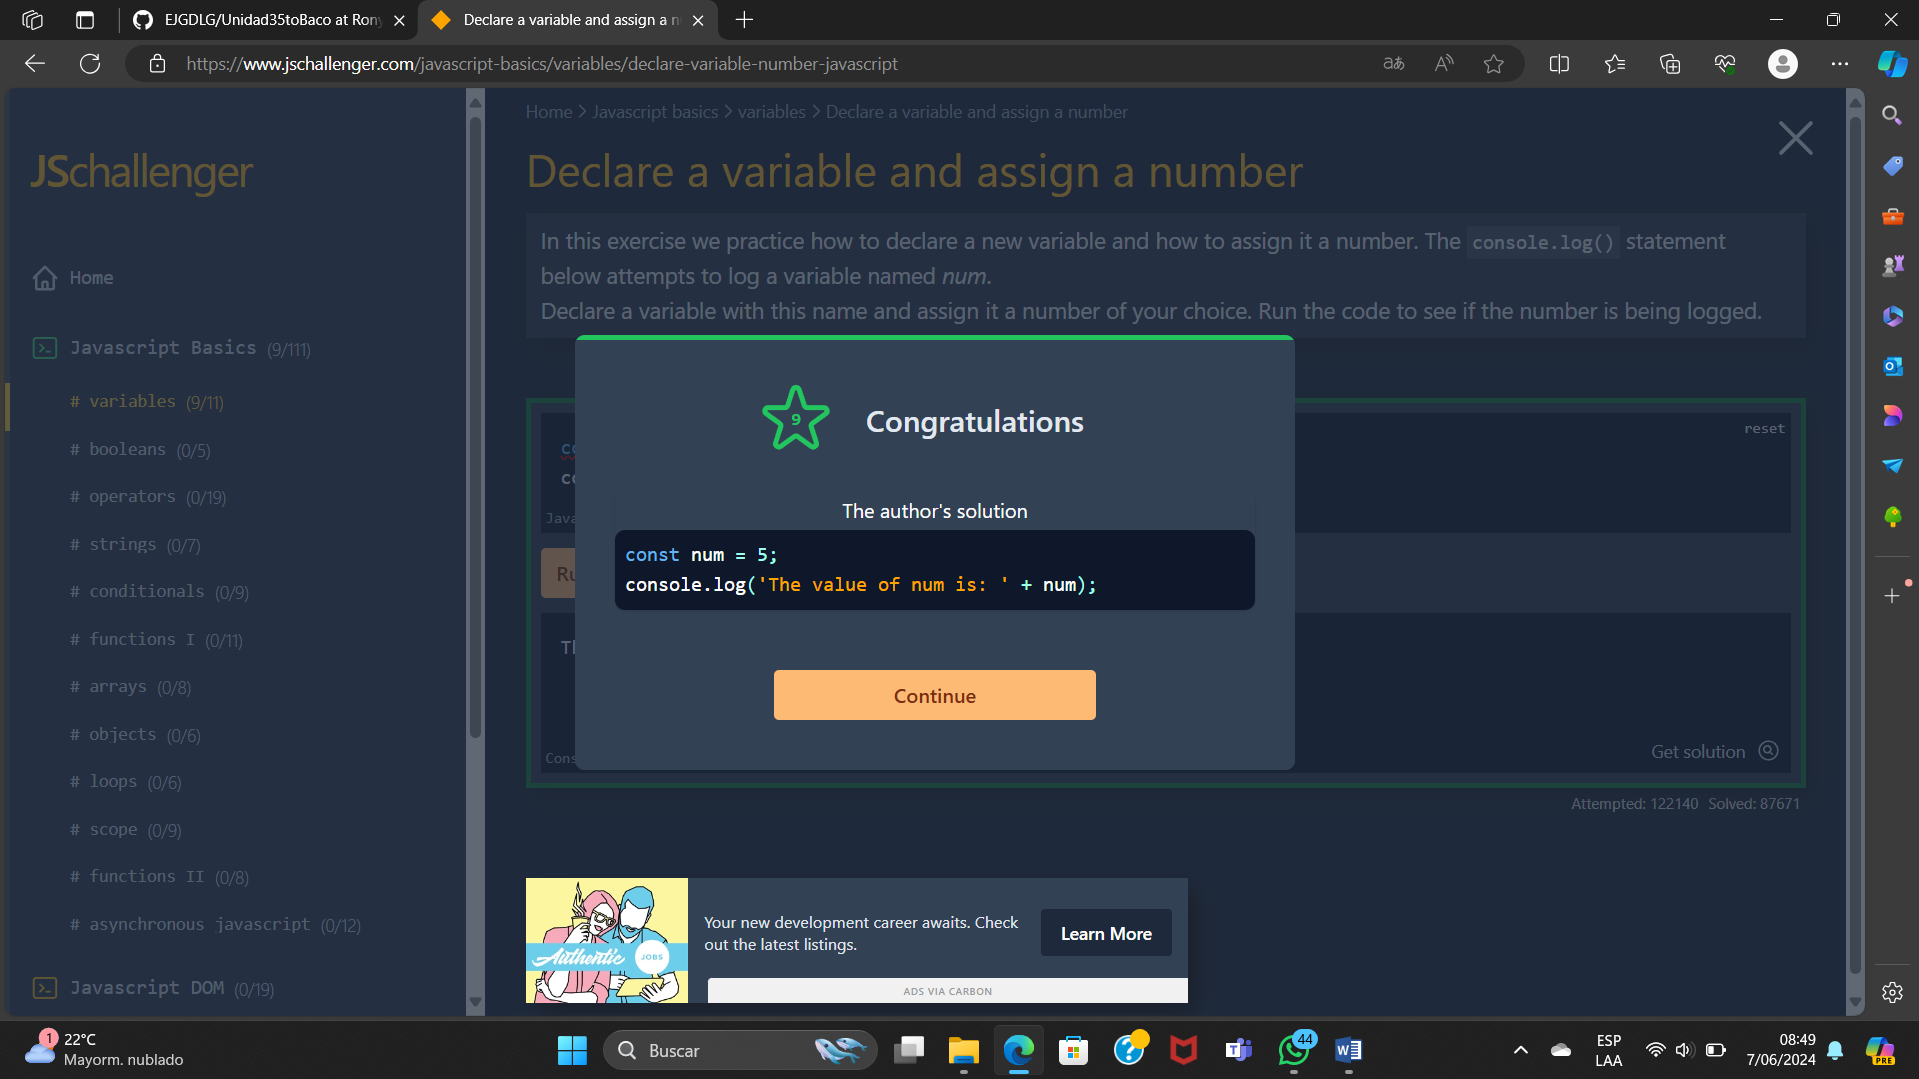 EJGDLG/Unidad35toBaco at Rony
Declare a variable and assign a n
https://www.jschallenger.com/javascript-basics/variables/declare-variable-number-javascript
Home > Javascript basics > variables > Declare a variable and assign a number
JSchallenger
Declare a variable and assign a number
In this exercise we practice how to declare a new variable and how to assign it a number. The console.log() statement
below attempts to log a variable named num.
Declare a variable with this name and assign it a number of your choice. Run the code to see if the number is being logged.
Home
Javascript Basics (9/111)
# variables (9/11)
# booleans (0/5)
# operators (0/19)
# strings (0/7)
# conditionals (0/9)
# functions I (0/11)
# arrays (0/8)
# objects (0/6)
# loops (0/6)
# scope (0/9)
# functions II (0/8)
# asynchronous javascript (0/12)
Javascript DOM (0/19)
reset
co
co
Java
Ru
Th
Cons
9
Congratulations
The author's solution
const num = 5;
console.log('The value of num is: ' + num);
Continue
Get solution
Attempted: 122140 Solved: 87671
Authentic JOBS
Your new development career awaits. Check
out the latest listings.
Learn More
ADS VIA CARBON
1
22°C
Mayorm. nublado
Buscar
44
ESP
LAA
08:49
7/06/2024
PRE